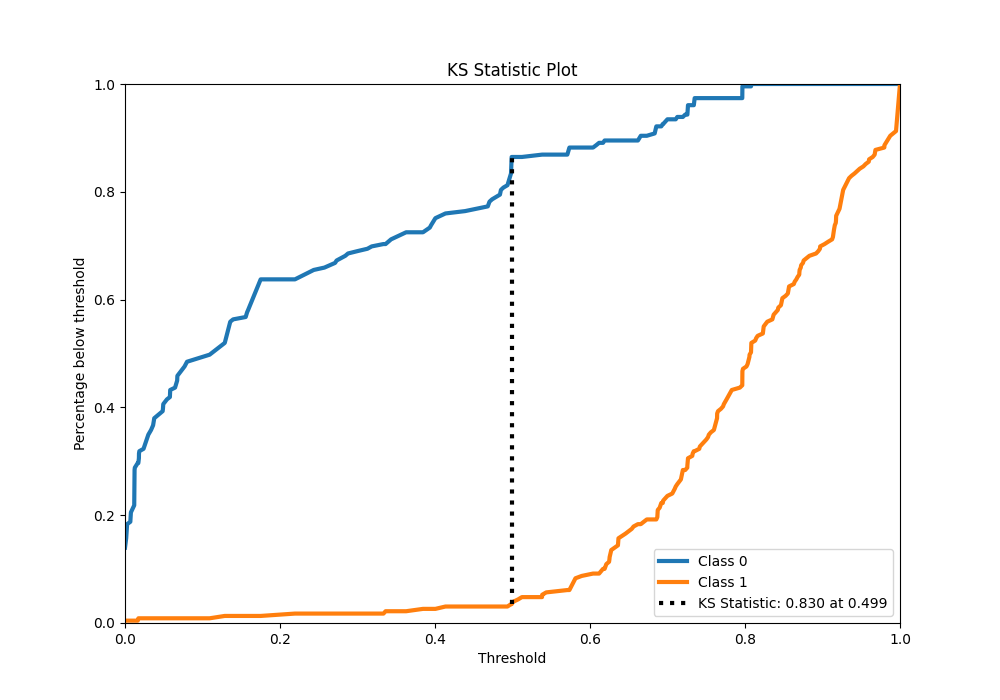 KS Statistic Plot
1.0
0.8
0.6
0.4
0.2
0.0
Percentage below threshold
0.0 0.2 0.4 0.6 0.8 1.0
Threshold
Class 0
Class 1
KS Statistic: 0.830 at 0.499